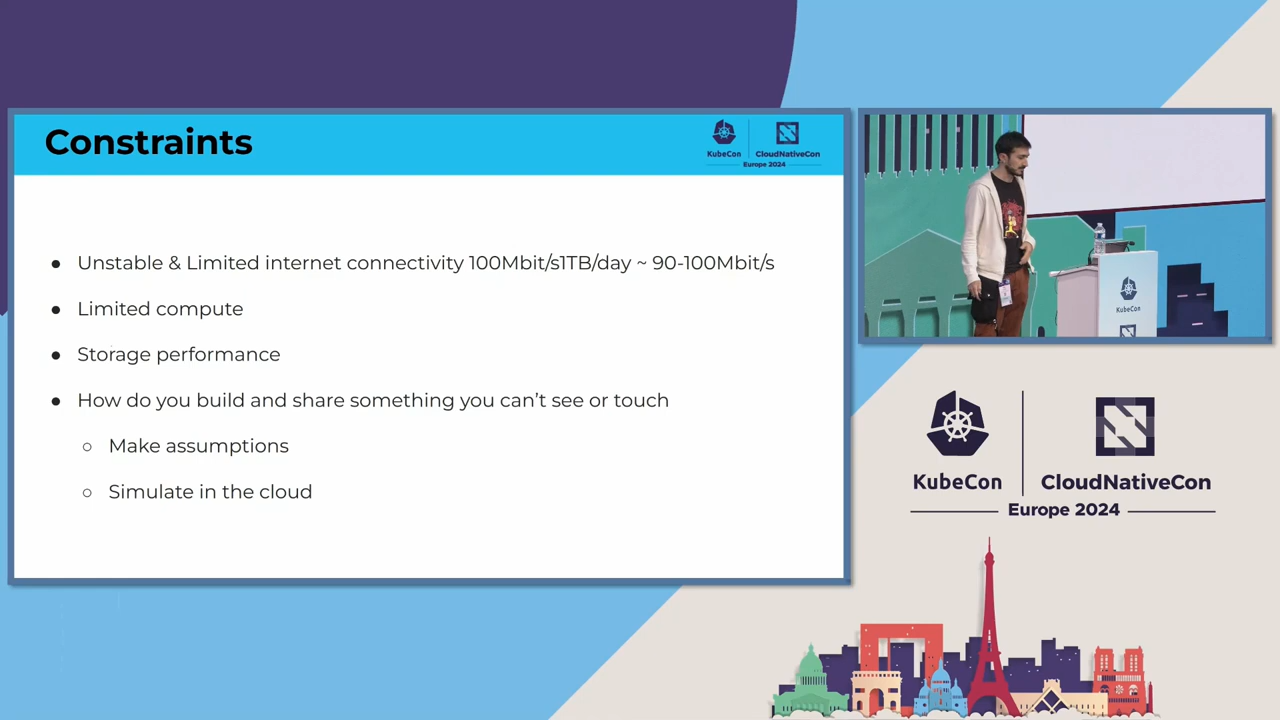 Constraints
KubeCon
CloudNativeCon
Europe 2024
● Unstable & Limited internet connectivity 100Mbit/s1TB/day ~ 90-100Mbit/s
● Limited compute
● Storage performance
● How do you build and share something you can't see or touch
○ Make assumptions
○ Simulate in the cloud
KubeCon
KubeCon
CloudNativeCon
Europe 2024